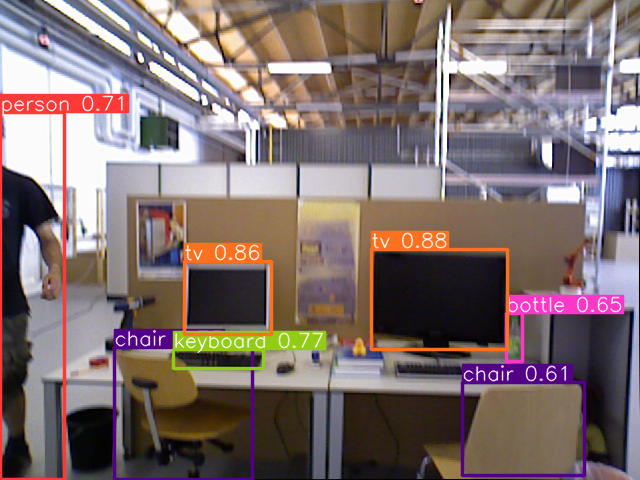 person 0.71
tv 0.88
tv 0.86
bottle 0.65
chair
keyboard 0.77
chair 0.61